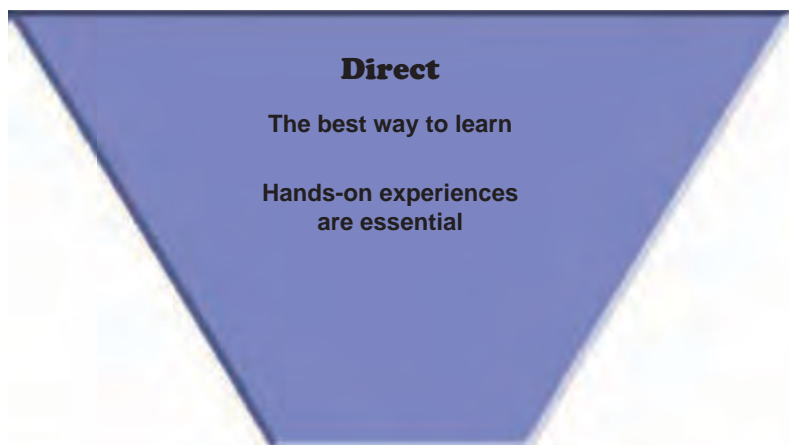 Direct
The best way to learn
Hands-on experiences
are essential